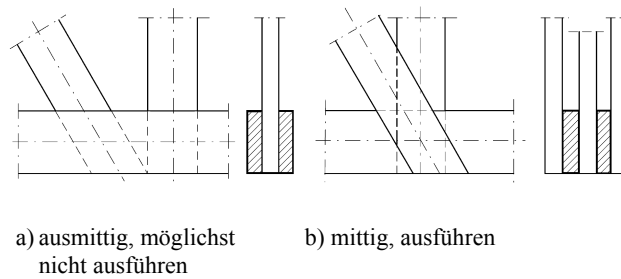 a) ausmittig, möglichst
nicht ausführen
b) mittig, ausführen